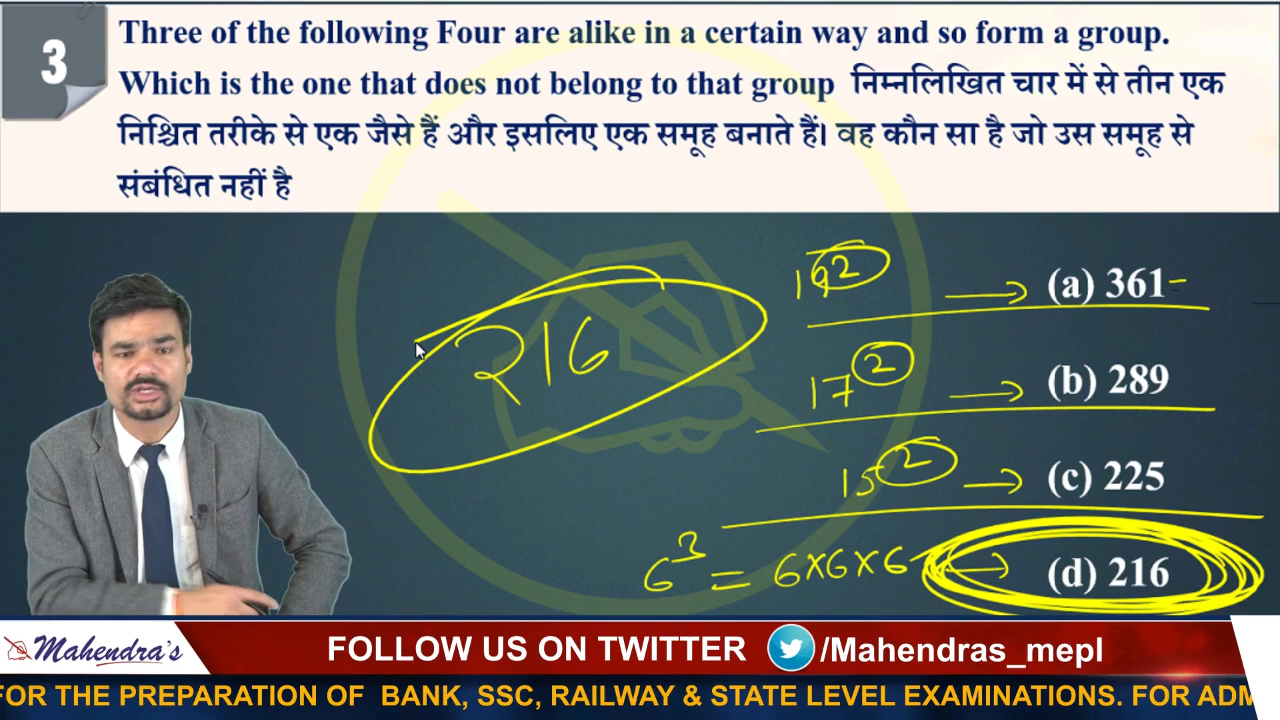 3
Three of the following Four are alike in a certain way and so form a group.
Which is the one that does not belong to that group निम्नलिखित चार में से तीन एक
निश्चित तरीके से एक जैसे हैं और इसलिए एक समूह बनाते हैं। वह कौन सा है जो उस समूह से
संबंधित नहीं है
19² → (a) 361
216
17² → (b) 289
15² → (c) 225
6³ = 6×6×6 → (d) 216
Mahendra's
FOLLOW US ON TWITTER /Mahendras_mepl
FOR THE PREPARATION OF BANK, SSC, RAILWAY & STATE LEVEL EXAMINATIONS. FOR ADM